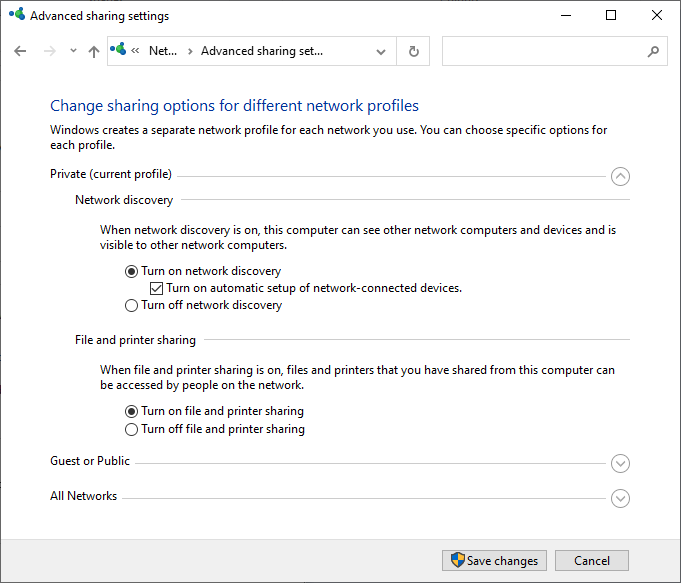 Advanced sharing settings
« Net... > Advanced sharing set...
Change sharing options for different network profiles
Windows creates a separate network profile for each network you use. You can choose specific options for
each profile.
Private (current profile)
Network discovery
When network discovery is on, this computer can see other network computers and devices and is
visible to other network computers.
Turn on network discovery
Turn on automatic setup of network-connected devices.
Turn off network discovery
File and printer sharing
When file and printer sharing is on, files and printers that you have shared from this computer can
be accessed by people on the network.
Turn on file and printer sharing
Turn off file and printer sharing
Guest or Public
All Networks
Save changes
Cancel